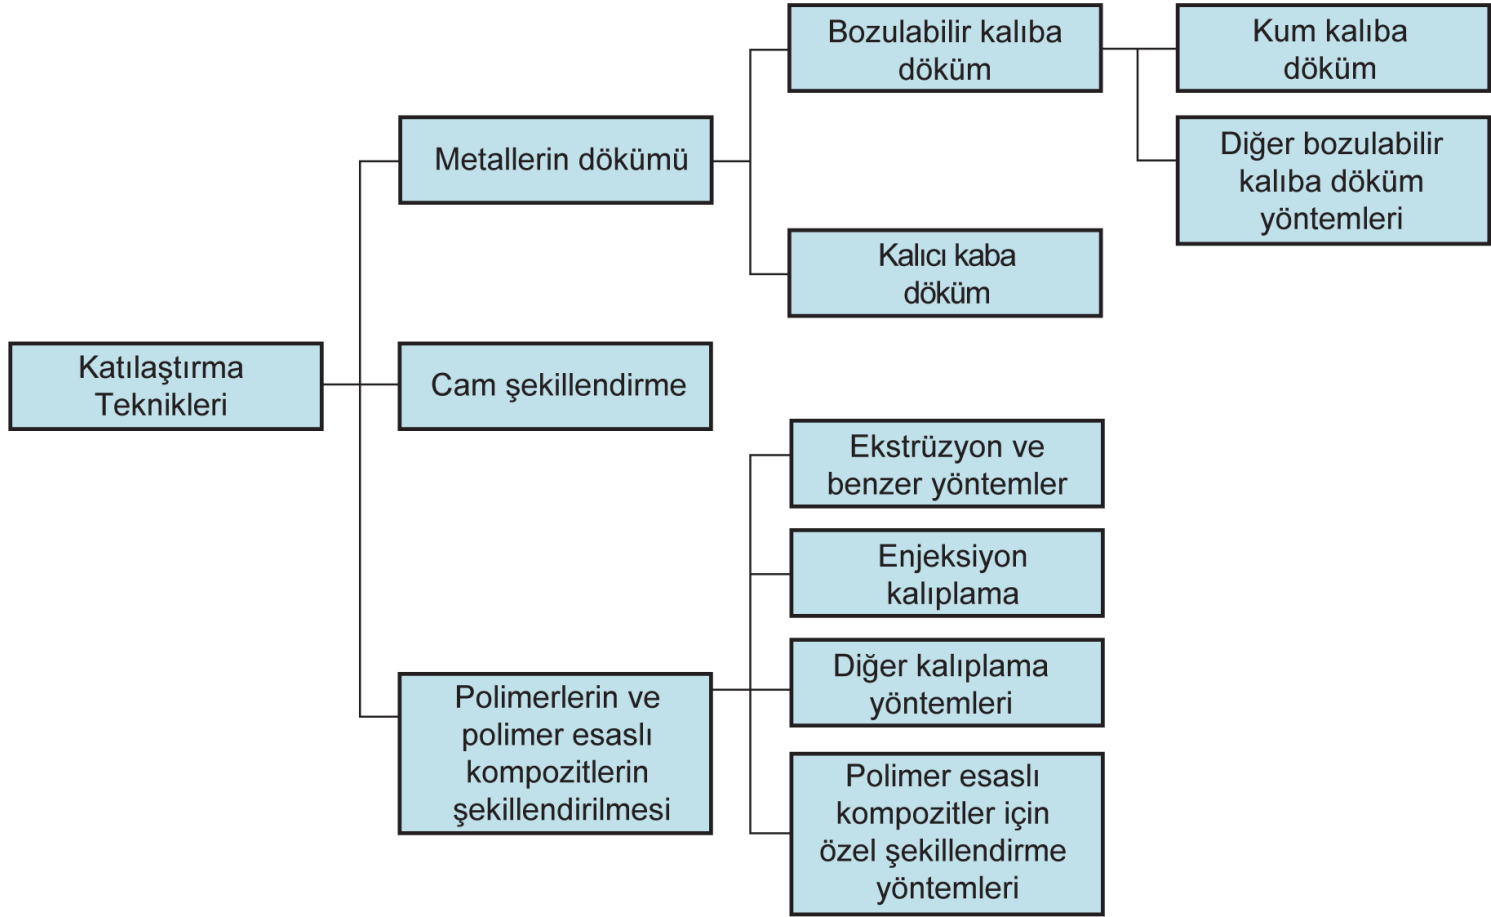 Katılaştırma
Teknikleri
Metallerin dökümü
Bozulabilir kalıba
döküm
Kum kalıba
döküm
Diğer bozulabilir
kalıba döküm
yöntemleri
Kalıcı kaba
döküm
Cam şekillendirme
Polimerlerin ve
polimer esaslı
kompozitlerin
şekillendirilmesi
Ekstrüzyon ve
benzer yöntemler
Enjeksiyon
kalıplama
Diğer kalıplama
yöntemleri
Polimer esaslı
kompozitler için
özel şekillendirme
yöntemleri